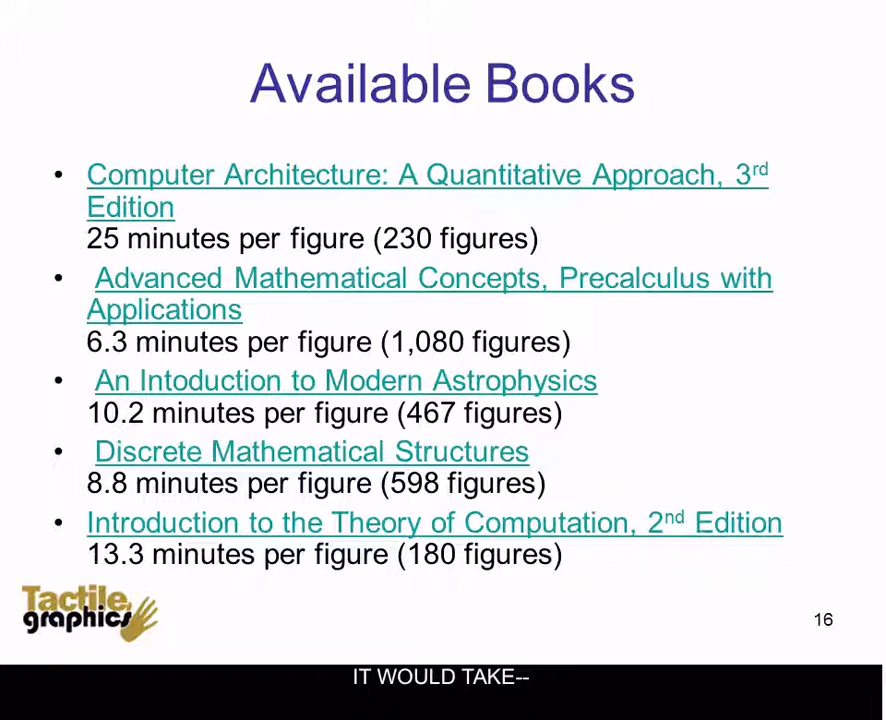 Available Books
• Computer Architecture: A Quantitative Approach, 3rd
Edition
25 minutes per figure (230 figures)
• Advanced Mathematical Concepts, Precalculus with
Applications
6.3 minutes per figure (1,080 figures)
• An Intoduction to Modern Astrophysics
10.2 minutes per figure (467 figures)
• Discrete Mathematical Structures
8.8 minutes per figure (598 figures)
• Introduction to the Theory of Computation, 2nd Edition
13.3 minutes per figure (180 figures)
Tactile
graphics
16
IT WOULD TAKE--